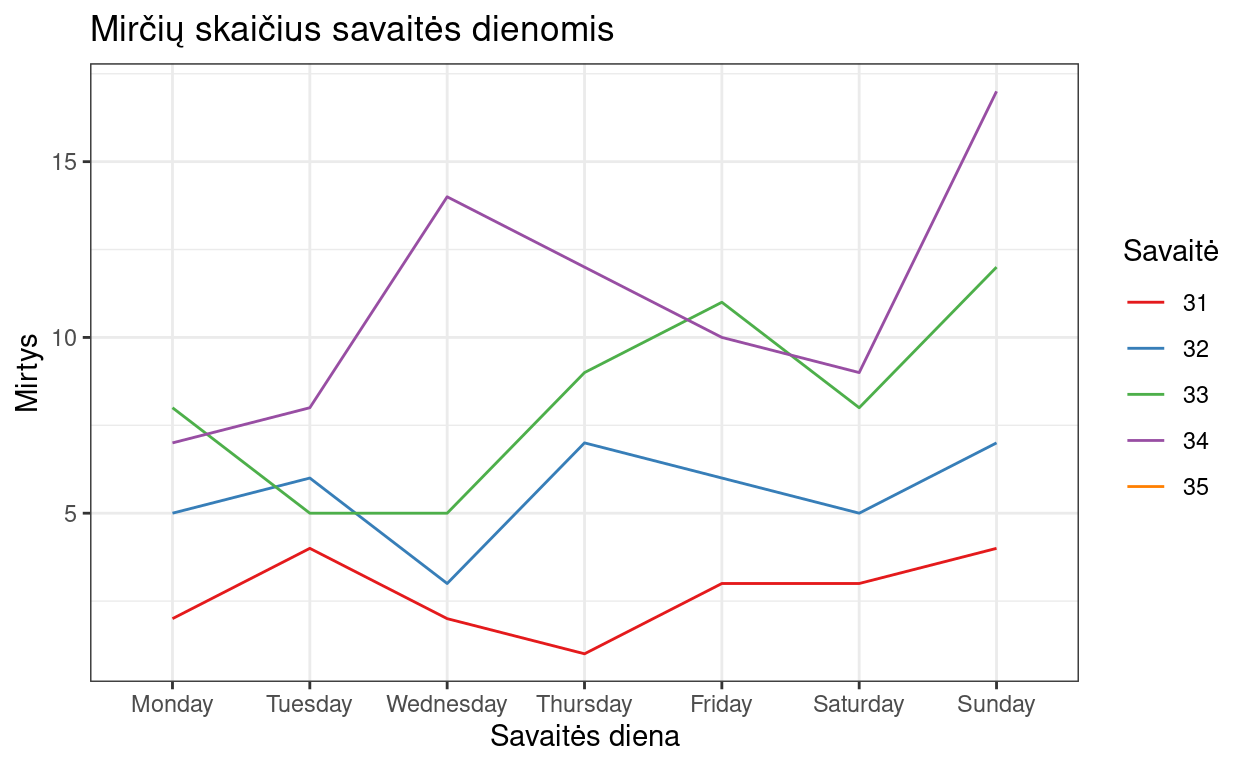 Mirčių skaičius savaitės dienomis
Mirtys
15
10
5
Monday Tuesday Wednesday Thursday Friday Saturday Sunday
Savaitės diena
Savaitė
31
32
33
34
35